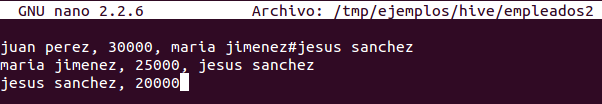 GNU nano 2.2.6 Archivo: /tmp/ejemplos/hive/empleados2
juan perez, 30000, maria jimenez#jesus sanchez
maria jimenez, 25000, jesus sanchez
jesus sanchez, 20000